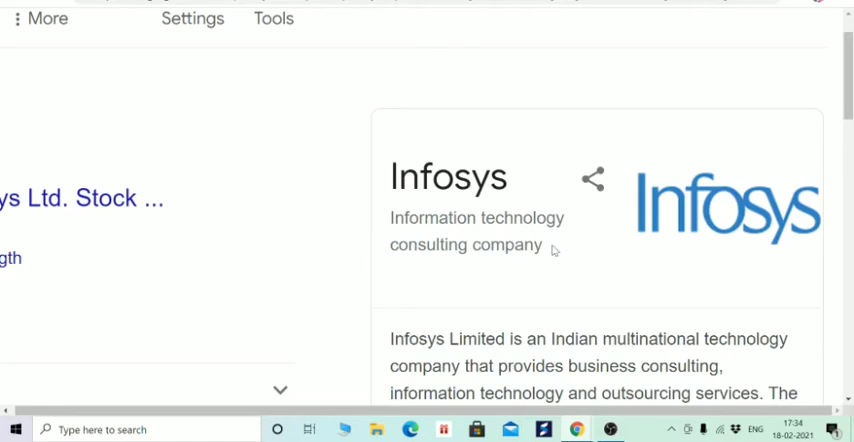 More Settings Tools
Infosys
Information technology
consulting company
Infosys
ys Ltd. Stock ...
gth
Infosys Limited is an Indian multinational technology
company that provides business consulting,
information technology and outsourcing services. The
Type here to search
ENG
17:34
18-02-2021